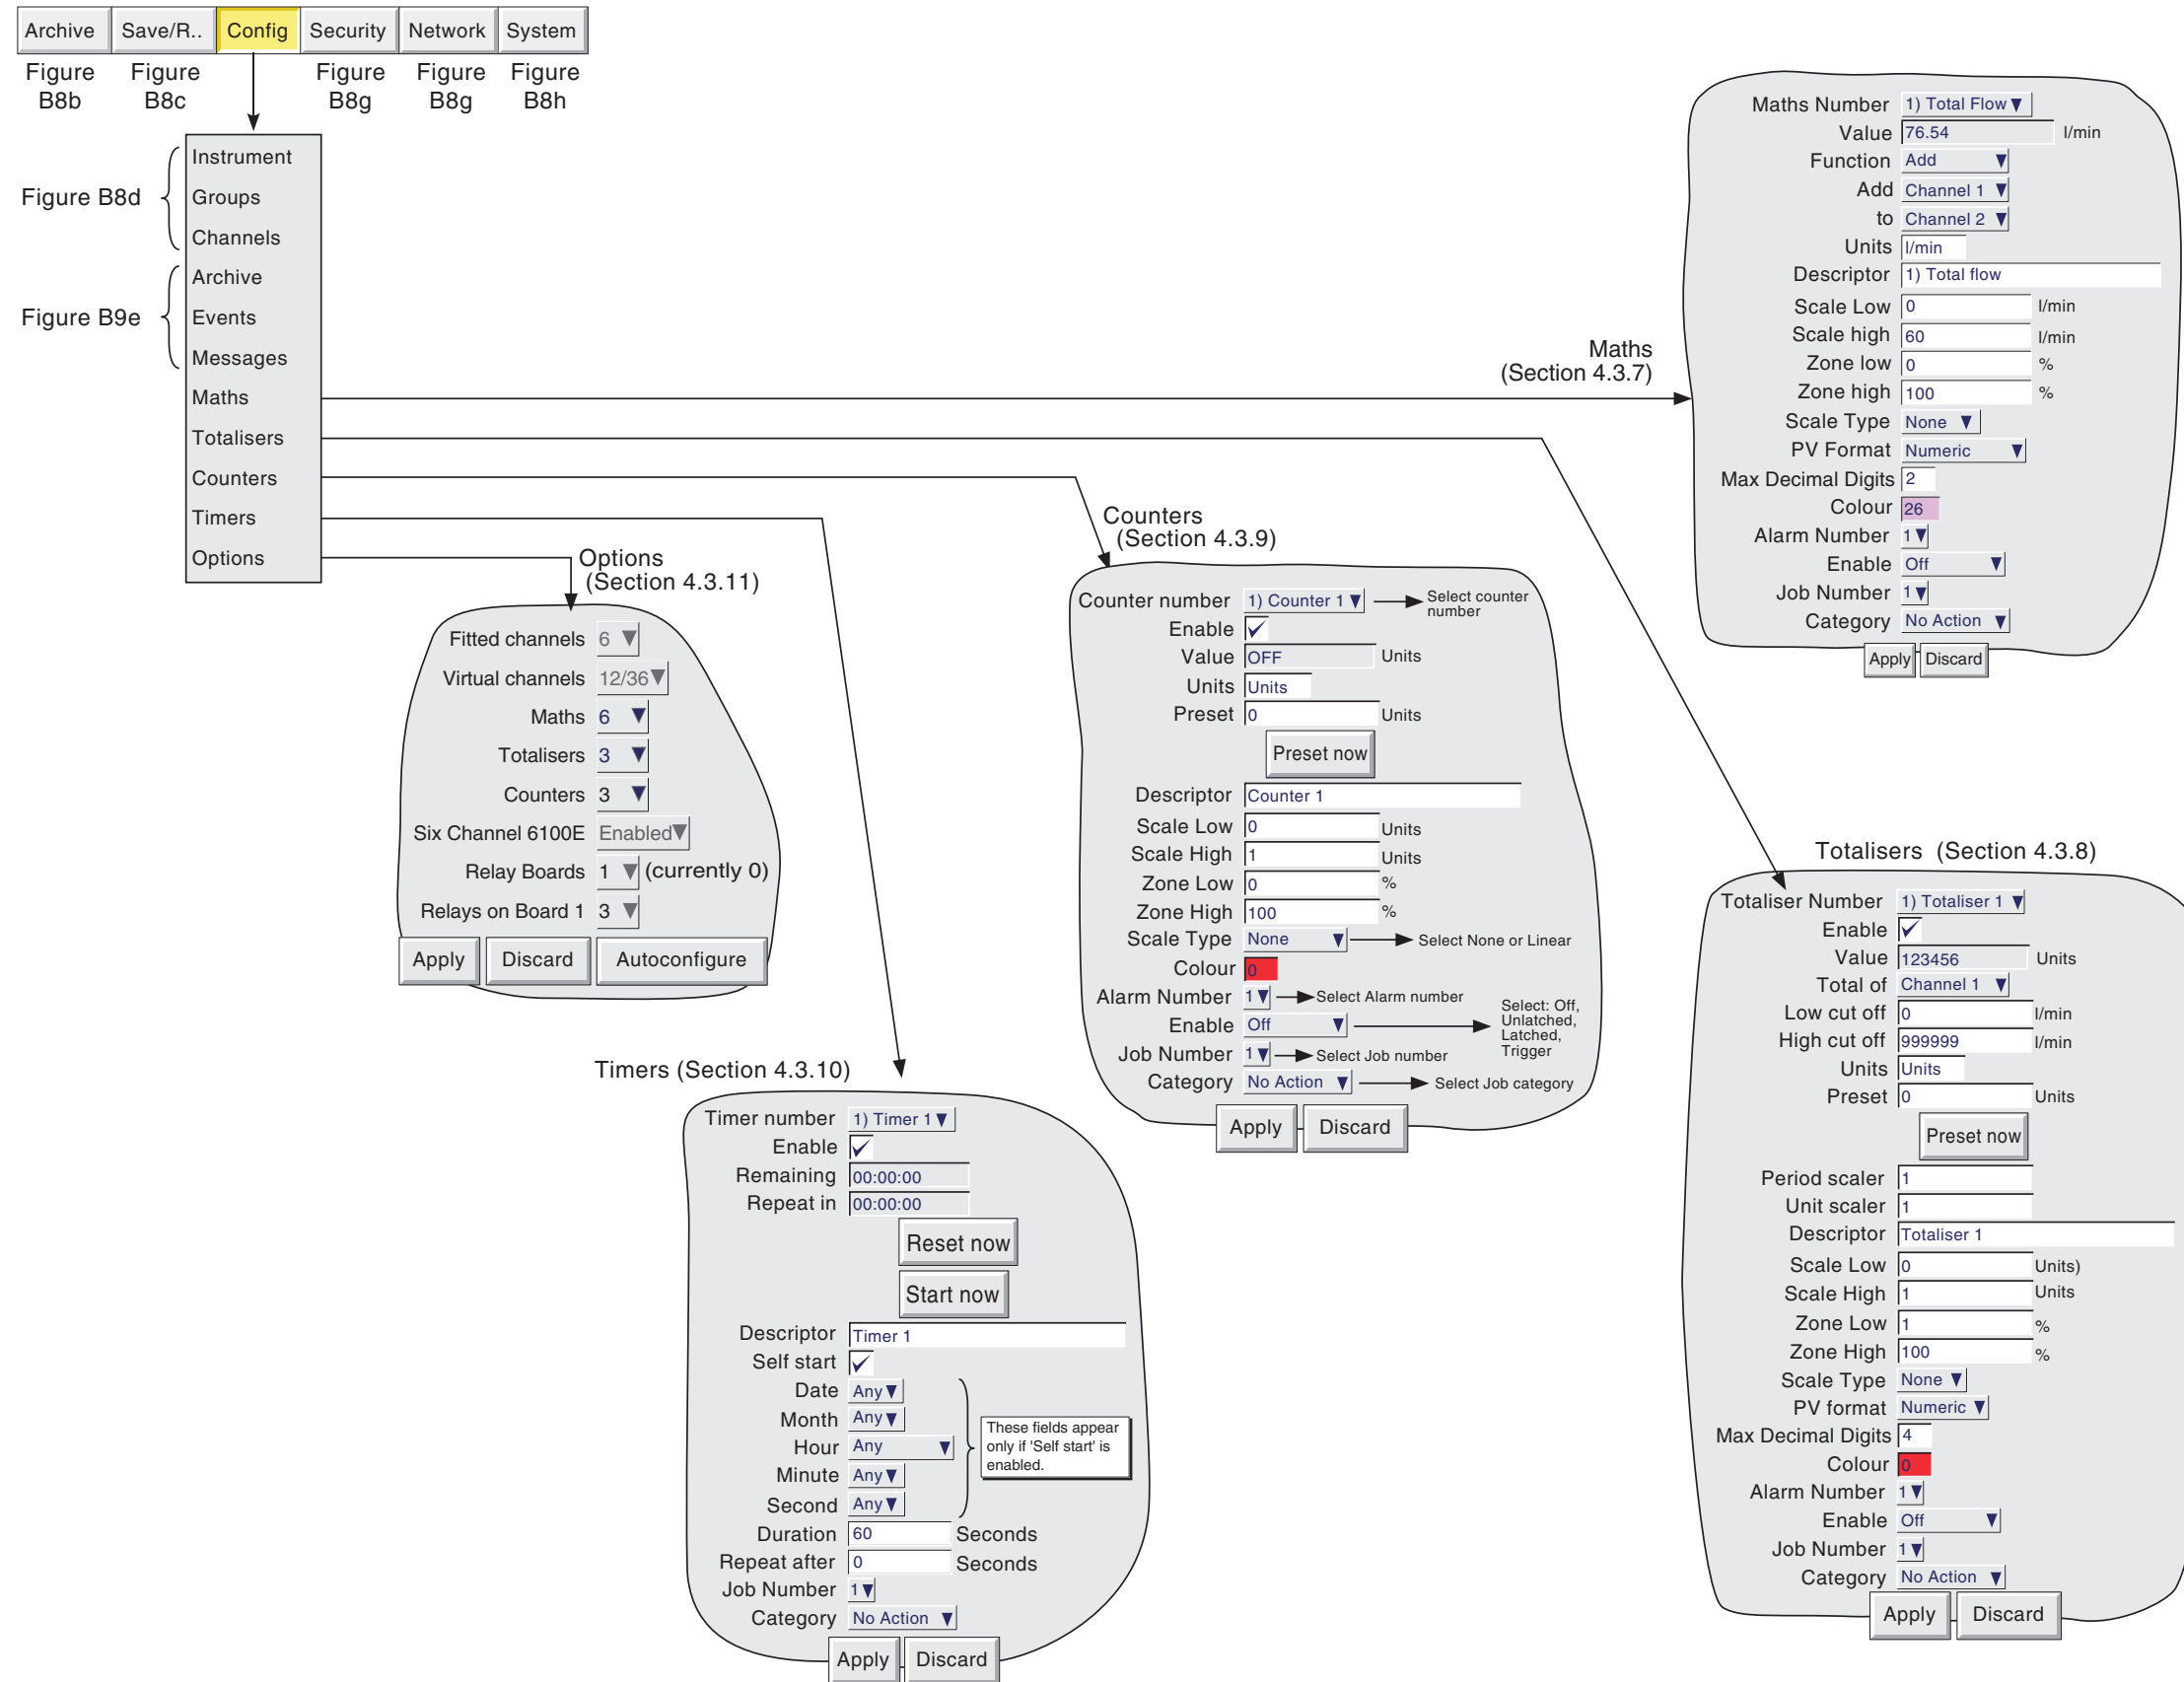 Archive Save/R.. Config Security Network System
Figure B8b
Figure B8c
Figure B8g
Figure B8g
Figure B8h
Instrument
Groups
Channels
Archive
Events
Messages
Maths
Totalisers
Counters
Timers
Options
Figure B8d
Figure B9e
Maths
(Section 4.3.7)
Maths Number 1) Total Flow
Value 76.54 l/min
Function Add
Add Channel 1
to Channel 2
Units l/min
Descriptor 1) Total flow
Scale Low 0 l/min
Scale high 60 l/min
Zone low 0 %
Zone high 100 %
Scale Type None
PV Format Numeric
Max Decimal Digits 2
Colour 26
Alarm Number 1
Enable Off
Job Number 1
Category No Action
Apply Discard
Options
(Section 4.3.11)
Fitted channels 6
Virtual channels 12/36
Maths 6
Totalisers 3
Counters 3
Six Channel 6100E Enabled
Relay Boards 1 (currently 0)
Relays on Board 1 3
Apply Discard Autoconfigure
Counters
(Section 4.3.9)
Counter number 1) Counter 1 Select counter
number
Enable
Value OFF Units
Units Units
Preset 0 Units
Preset now
Descriptor Counter 1
Scale Low 0 Units
Scale High 1 Units
Zone Low 0 %
Zone High 100 %
Scale Type None Select None or Linear
Colour 0
Alarm Number 1 Select Alarm number
Enable Off
Select: Off,
Unlatched,
Latched,
Trigger
Job Number 1 Select Job number
Category No Action Select Job category
Apply Discard
Totalisers (Section 4.3.8)
Totaliser Number 1) Totaliser 1
Enable
Value 123456 Units
Total of Channel 1
Low cut off 0 l/min
High cut off 999999 l/min
Units Units
Preset 0 Units
Preset now
Period scaler 1
Unit scaler 1
Descriptor Totaliser 1
Scale Low 0 Units)
Scale High 1 Units
Zone Low 1 %
Zone High 100 %
Scale Type None
PV format Numeric
Max Decimal Digits 4
Colour 0
Alarm Number 1
Enable Off
Job Number 1
Category No Action
Apply Discard
Timers (Section 4.3.10)
Timer number 1) Timer 1
Enable
Remaining 00:00:00
Repeat in 00:00:00
Reset now
Start now
Descriptor Timer 1
Self start
Date Any
Month Any
Hour Any
Minute Any
Second Any
These fields appear
only if 'Self start' is
enabled.
Duration 60 Seconds
Repeat after 0 Seconds
Job Number 1
Category No Action
Apply Discard